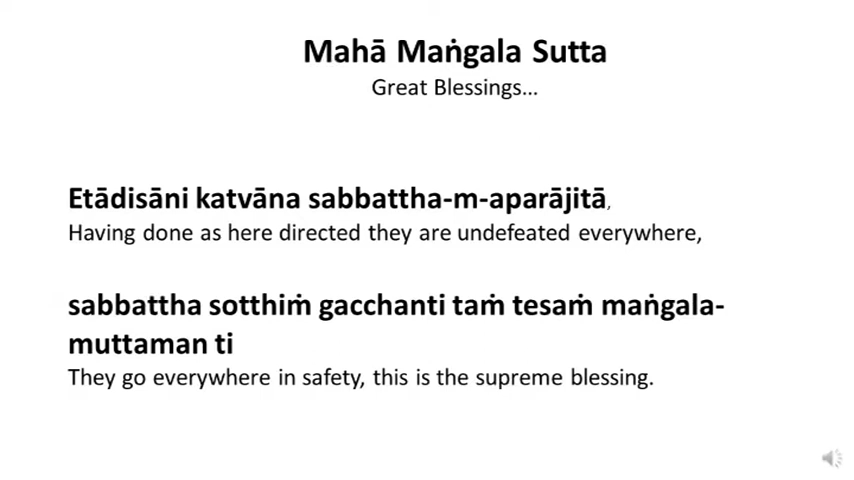 Mahā Maṅgala Sutta
Great Blessings...
Etādisāni katvāna sabbattha-m-aparājitā,
Having done as here directed they are undefeated everywhere,
sabbattha sotthiṁ gacchanti taṁ tesaṁ maṅgala-
muttaman ti
They go everywhere in safety, this is the supreme blessing.